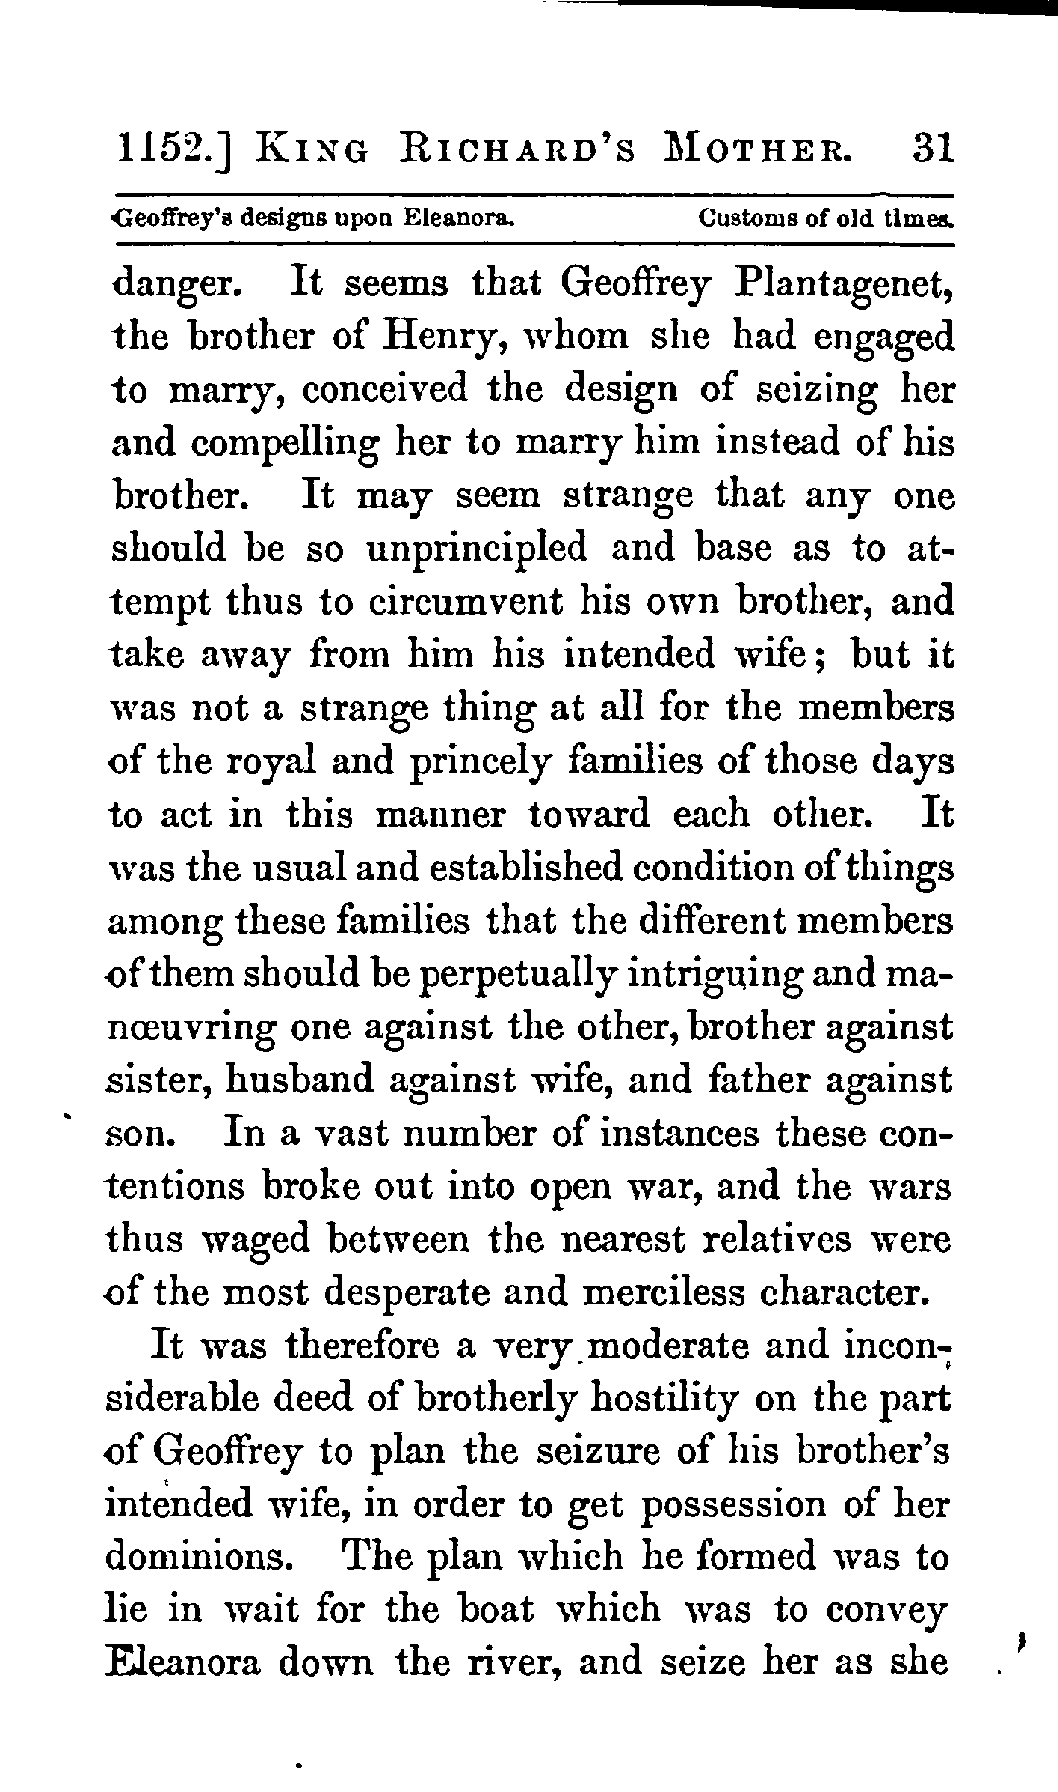 1152.] KING RICHARD'S MOTHER. 31
Geoffrey's designs upon Eleanora. Customs of old times.
danger. It seems that Geoffrey Plantagenet,
the brother of Henry, whom she had engaged
to marry, conceived the design of seizing her
and compelling her to marry him instead of his
brother. It may seem strange that any one
should be so unprincipled and base as to at-
tempt thus to circumvent his own brother, and
take away from him his intended wife; but it
was not a strange thing at all for the members
of the royal and princely families of those days
to act in this manner toward each other. It
was the usual and established condition of things
among these families that the different members
of them should be perpetually intriguing and ma-
nœuvring one against the other, brother against
sister, husband against wife, and father against
son. In a vast number of instances these con-
tentions broke out into open war, and the wars
thus waged between the nearest relatives were
of the most desperate and merciless character.
It was therefore a very moderate and incon-
siderable deed of brotherly hostility on the part
of Geoffrey to plan the seizure of his brother's
intended wife, in order to get possession of her
dominions. The plan which he formed was to
lie in wait for the boat which was to convey
Eleanora down the river, and seize her as she